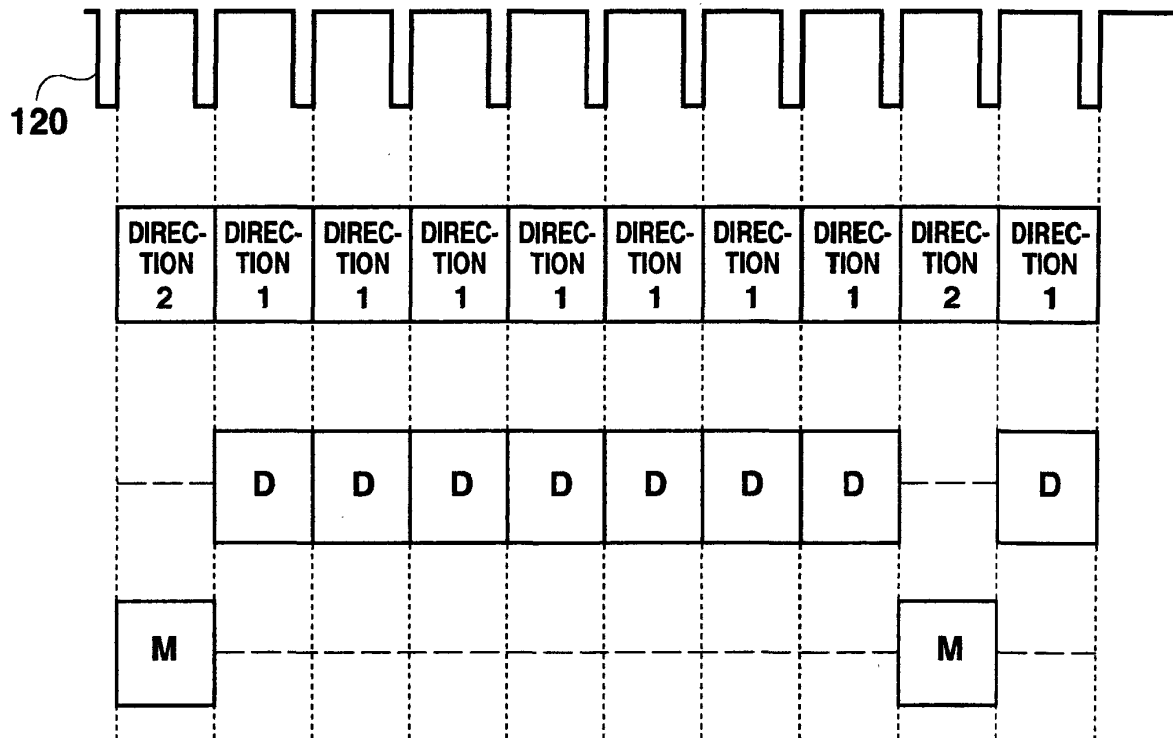 120
DIREC-
TION
2
DIREC-
TION
1
DIREC-
TION
1
DIREC-
TION
1
DIREC-
TION
1
DIREC-
TION
1
DIREC-
TION
1
DIREC-
TION
1
DIREC-
TION
2
DIREC-
TION
1
D D D D D D D D
M M